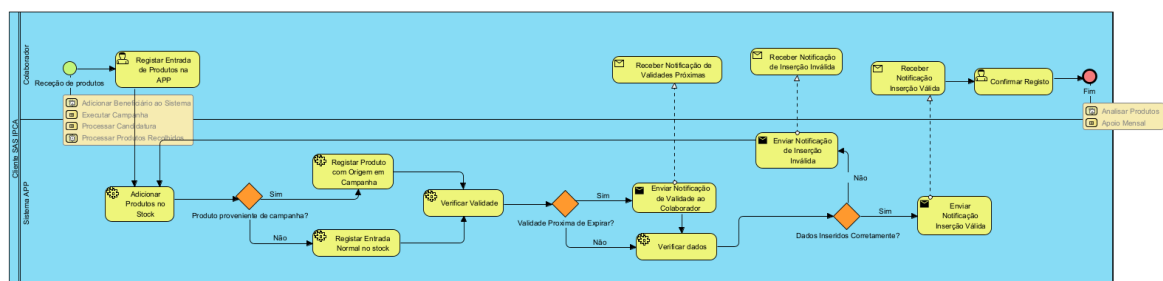 Cliente SAS IPCA
Colaborador
Receção de produtos
Registar Entrada
de Produtos na
APP
Adicionar Beneficiário ao Sistema
Executar Campanha
Processar Candidatura
Processar Produtos Recolhidos
Receber Notificação de
Validades Próximas
Receber Notificação
de Inserção Inválida
Receber
Notificação
Inserção Válida
Confirmar Registo
Fim
Analisar Produtos
Apoio Mensal
Sistema APP
Adicionar
Produtos no
Stock
Produto proveniente de campanha?
Sim
Não
Registar Produto
com Origem em
Campanha
Registar Entrada
Normal no stock
Verificar Validade
Validade Proxima de Expirar?
Sim
Não
Enviar Notificação
de Validade ao
Colaborador
Verificar dados
Enviar Notificação
de Inserção
Inválida
Dados Inseridos Corretamente?
Não
Sim
Enviar
Notificação
Inserção Válida